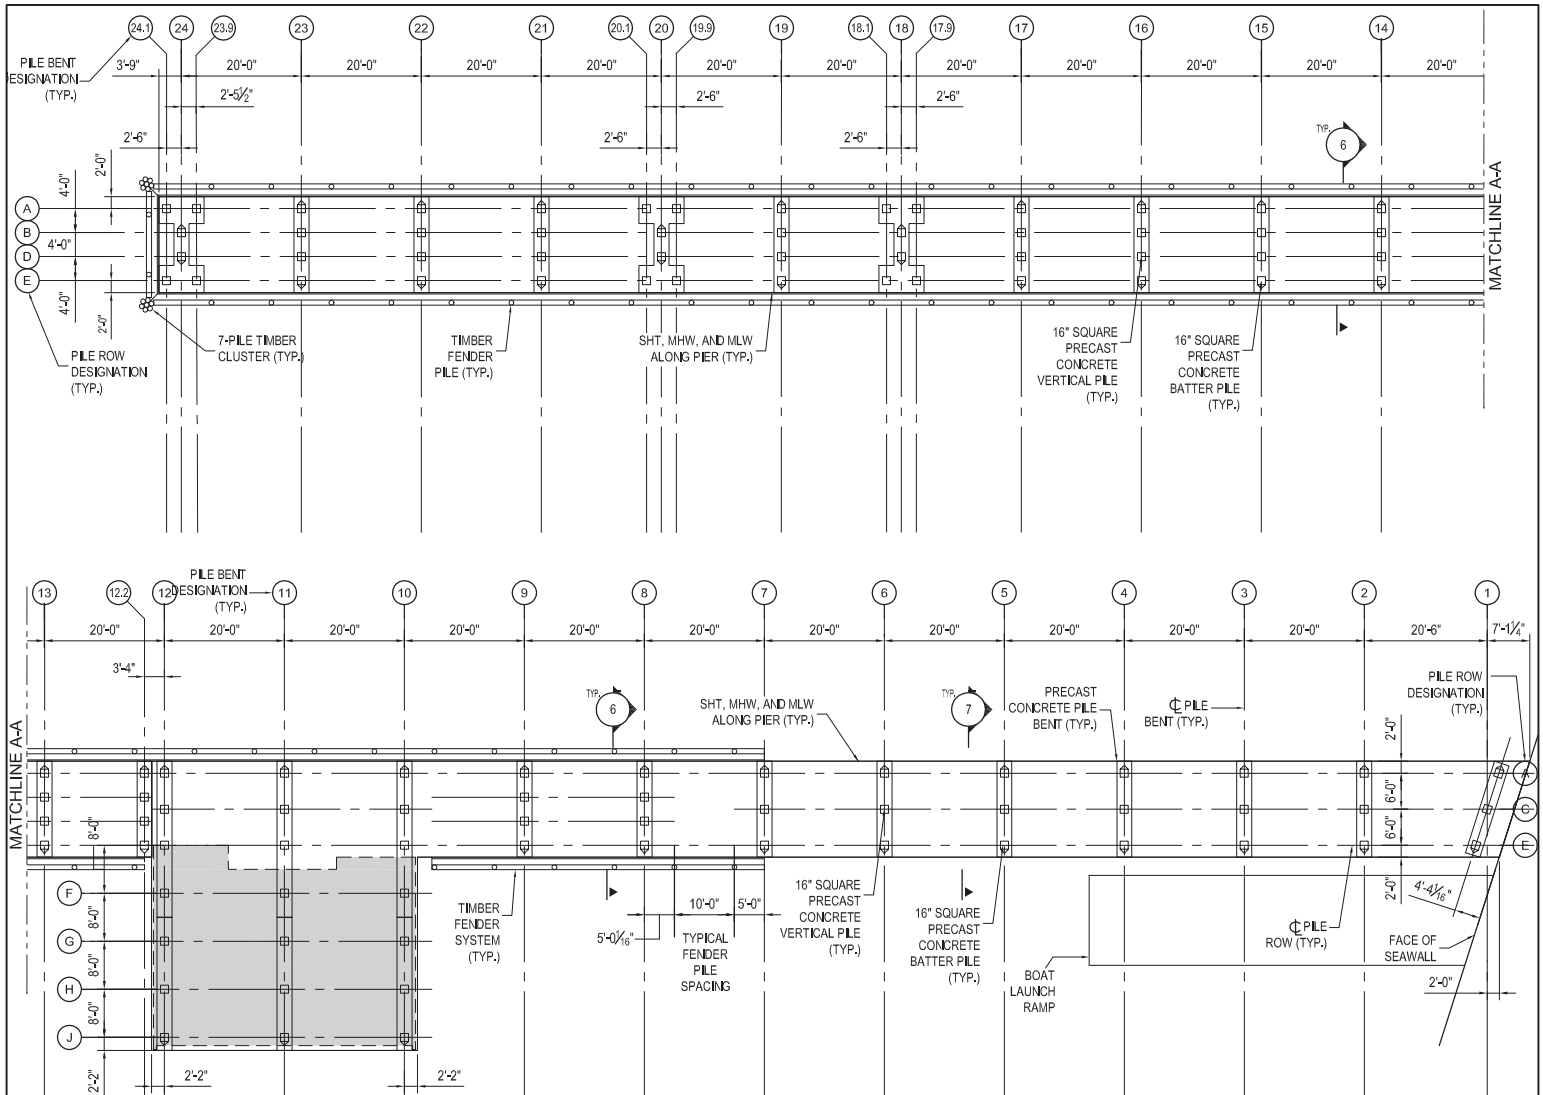 24.1 24 23.9 23 22 21 20.1 20 19.9 19 18.1 18 17.9 17 16 15 14
PILE BENT
ESIGNATION
(TYP.)
3'-9" 20'-0" 20'-0" 20'-0" 20'-0" 20'-0" 20'-0" 20'-0" 20'-0" 20'-0" 20'-0" 20'-0"
2'-5½" 2'-6" 2'-6"
2'-6" 2'-6" 2'-6"
TYP.
6
2'-0"
4'-0"
A
B
4'-0"
D
E
4'-0"
2'-0"
MATCHLINE A-A
PILE ROW
DESIGNATION
(TYP.)
7-PILE TIMBER
CLUSTER (TYP.)
TIMBER
FENDER
PILE (TYP.)
SHT, MHW, AND MLW
ALONG PIER (TYP.)
16" SQUARE
PRECAST
CONCRETE
VERTICAL PILE
(TYP.)
16" SQUARE
PRECAST
CONCRETE
BATTER PILE
(TYP.)
PILE BENT
DESIGNATION
(TYP.)
13 12.2 12 11 10 9 8 7 6 5 4 3 2 1
20'-0" 20'-0" 20'-0" 20'-0" 20'-0" 20'-0" 20'-0" 20'-0" 20'-0" 20'-0" 20'-0" 20'-6" 7'-1¼"
3'-4"
TYP.
6
SHT, MHW, AND MLW
ALONG PIER (TYP.)
TYP.
7
PRECAST
CONCRETE PILE
BENT (TYP.)
℄ PILE
BENT (TYP.)
PILE ROW
DESIGNATION
(TYP.)
MATCHLINE A-A
2'-0"
A
6'-0"
C
6'-0"
E
2'-0"
8'-0"
F
8'-0"
G
8'-0"
H
8'-0"
J
2'-2"
2'-2" 2'-2"
TIMBER
FENDER
SYSTEM
(TYP.)
5'-0 1/16"
10'-0" 5'-0"
TYPICAL
FENDER
PILE
SPACING
16" SQUARE
PRECAST
CONCRETE
VERTICAL PILE
(TYP.)
16" SQUARE
PRECAST
CONCRETE
BATTER PILE
(TYP.)
BOAT
LAUNCH
RAMP
℄ PILE
ROW (TYP.)
4'-4 1/16"
FACE OF
SEAWALL
2'-0"